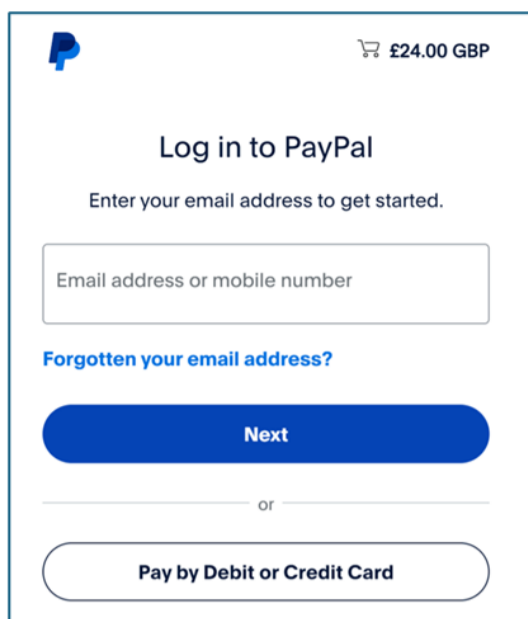 £24.00 GBP
Log in to PayPal
Enter your email address to get started.
Email address or mobile number
Forgotten your email address?
Next
or
Pay by Debit or Credit Card